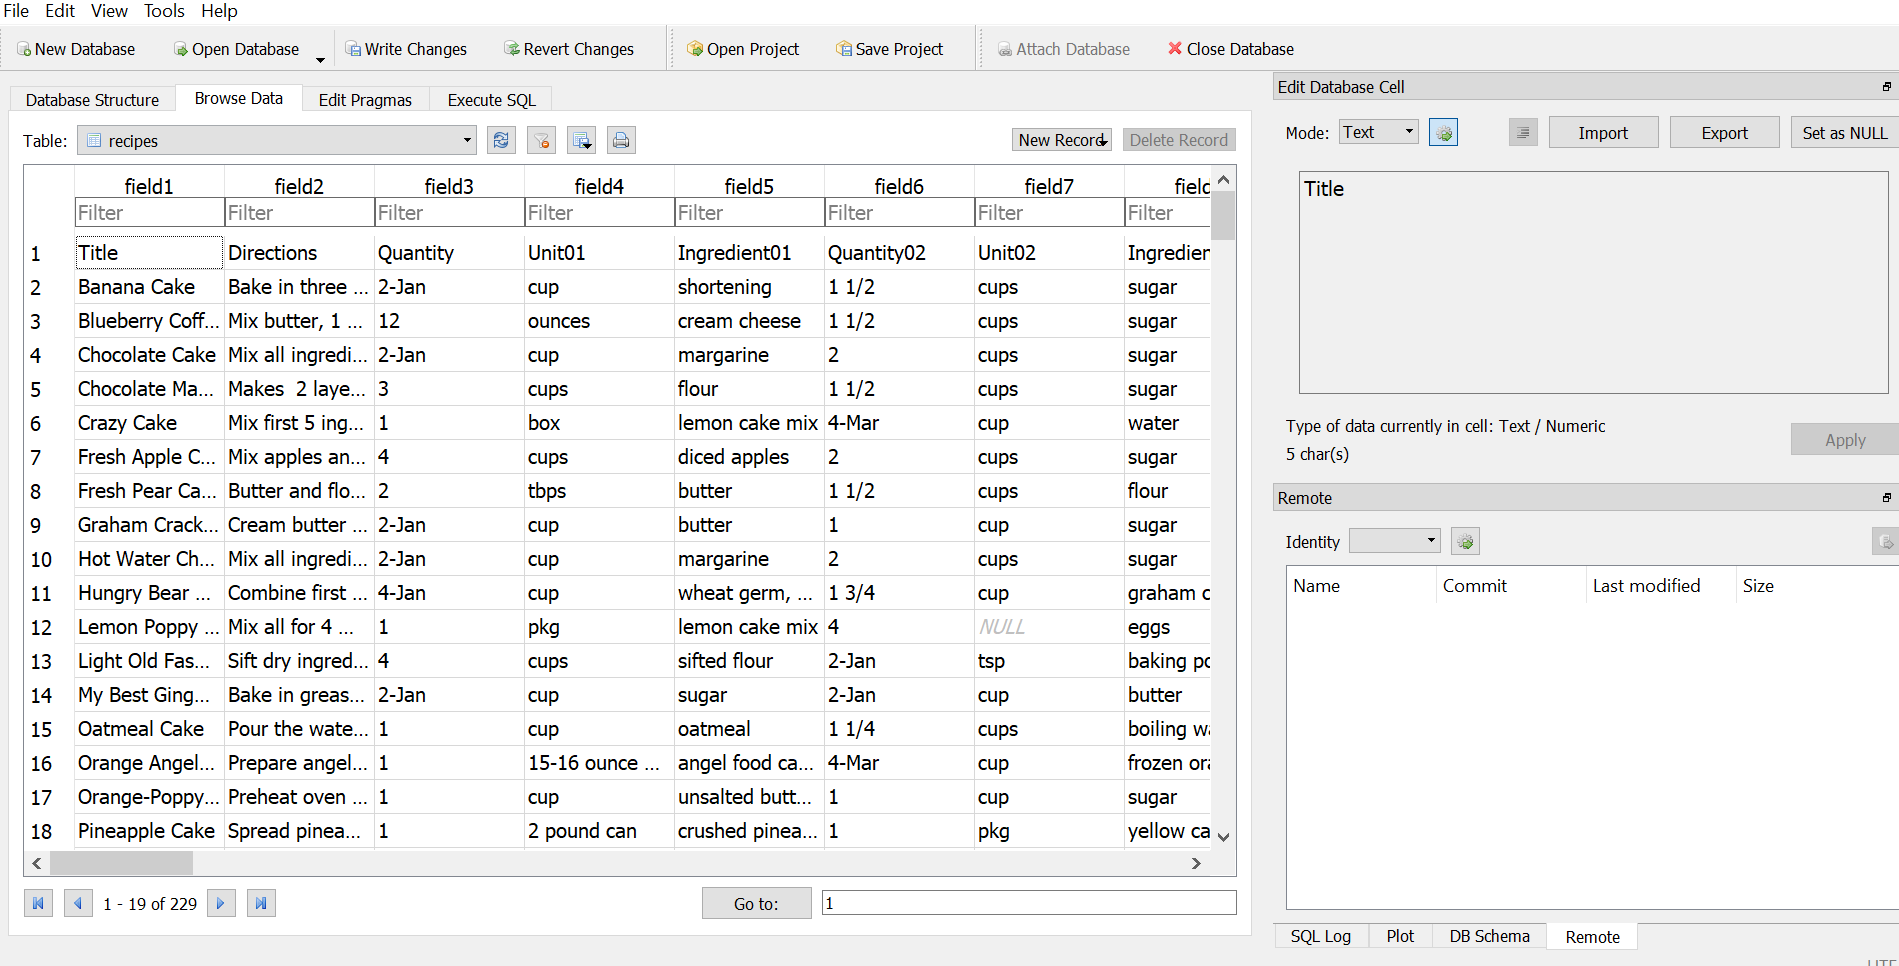 File Edit View Tools Help
New Database Open Database Write Changes Revert Changes Open Project Save Project Attach Database Close Database
Database Structure Browse Data Edit Pragmas Execute SQL
Table: recipes New Record Delete Record
field1 field2 field3 field4 field5 field6 field7 field
Filter Filter Filter Filter Filter Filter Filter Filter
1 Title Directions Quantity Unit01 Ingredient01 Quantity02 Unit02 Ingredien
2 Banana Cake Bake in three ... 2-Jan cup shortening 1 1/2 cups sugar
3 Blueberry Coff... Mix butter, 1 ... 12 ounces cream cheese 1 1/2 cups sugar
4 Chocolate Cake Mix all ingredi... 2-Jan cup margarine 2 cups sugar
5 Chocolate Ma... Makes 2 laye... 3 cups flour 1 1/2 cups sugar
6 Crazy Cake Mix first 5 ing... 1 box lemon cake mix 4-Mar cup water
7 Fresh Apple C... Mix apples an... 4 cups diced apples 2 cups sugar
8 Fresh Pear Ca... Butter and flo... 2 tbps butter 1 1/2 cups flour
9 Graham Crack... Cream butter ... 2-Jan cup butter 1 cup sugar
10 Hot Water Ch... Mix all ingredi... 2-Jan cup margarine 2 cups sugar
11 Hungry Bear ... Combine first ... 4-Jan cup wheat germ, ... 1 3/4 cup graham c
12 Lemon Poppy ... Mix all for 4 ... 1 pkg lemon cake mix 4 NULL eggs
13 Light Old Fas... Sift dry ingred... 4 cups sifted flour 2-Jan tsp baking po
14 My Best Ging... Bake in greas... 2-Jan cup sugar 2-Jan cup butter
15 Oatmeal Cake Pour the wate... 1 cup oatmeal 1 1/4 cups boiling wa
16 Orange Angel... Prepare angel... 1 15-16 ounce ... angel food ca... 4-Mar cup frozen ora
17 Orange-Poppy... Preheat oven ... 1 cup unsalted butt... 1 cup sugar
18 Pineapple Cake Spread pinea... 1 2 pound can crushed pinea... 1 pkg yellow ca
1 - 19 of 229 Go to: 1
Edit Database Cell
Mode: Text Import Export Set as NULL
Title
Type of data currently in cell: Text / Numeric
5 char(s)
Apply
Remote
Identity
Name Commit Last modified Size
SQL Log Plot DB Schema Remote